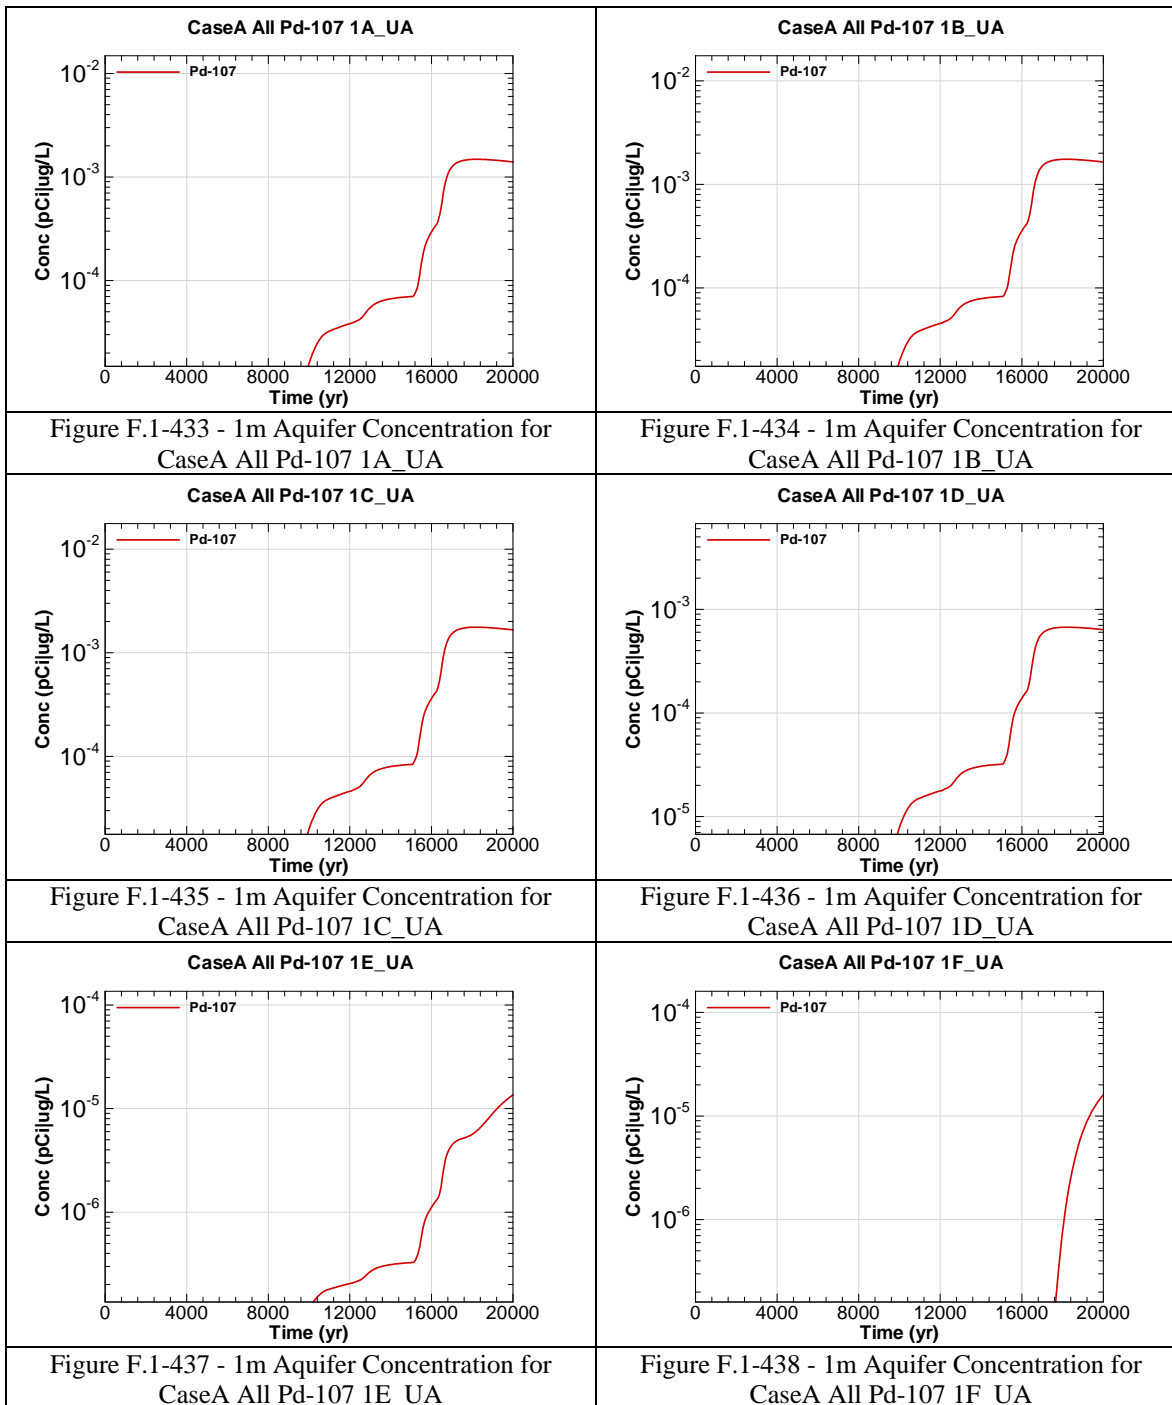 CaseA All Pd-107 1A_UA
Pd-107
10-2
10-3
10-4
Conc (pCi|ug/L)
0 4000 8000 12000 16000 20000
Time (yr)
Figure F.1-433 - 1m Aquifer Concentration for
CaseA All Pd-107 1A_UA
CaseA All Pd-107 1B_UA
Pd-107
10-2
10-3
10-4
Conc (pCi|ug/L)
0 4000 8000 12000 16000 20000
Time (yr)
Figure F.1-434 - 1m Aquifer Concentration for
CaseA All Pd-107 1B_UA
CaseA All Pd-107 1C_UA
Pd-107
10-2
10-3
10-4
Conc (pCi|ug/L)
0 4000 8000 12000 16000 20000
Time (yr)
Figure F.1-435 - 1m Aquifer Concentration for
CaseA All Pd-107 1C_UA
CaseA All Pd-107 1D_UA
Pd-107
10-3
10-4
10-5
Conc (pCi|ug/L)
0 4000 8000 12000 16000 20000
Time (yr)
Figure F.1-436 - 1m Aquifer Concentration for
CaseA All Pd-107 1D_UA
CaseA All Pd-107 1E_UA
Pd-107
10-4
10-5
10-6
Conc (pCi|ug/L)
0 4000 8000 12000 16000 20000
Time (yr)
Figure F.1-437 - 1m Aquifer Concentration for
CaseA All Pd-107 1E_UA
CaseA All Pd-107 1F_UA
Pd-107
10-4
10-5
10-6
Conc (pCi|ug/L)
0 4000 8000 12000 16000 20000
Time (yr)
Figure F.1-438 - 1m Aquifer Concentration for
CaseA All Pd-107 1F_UA